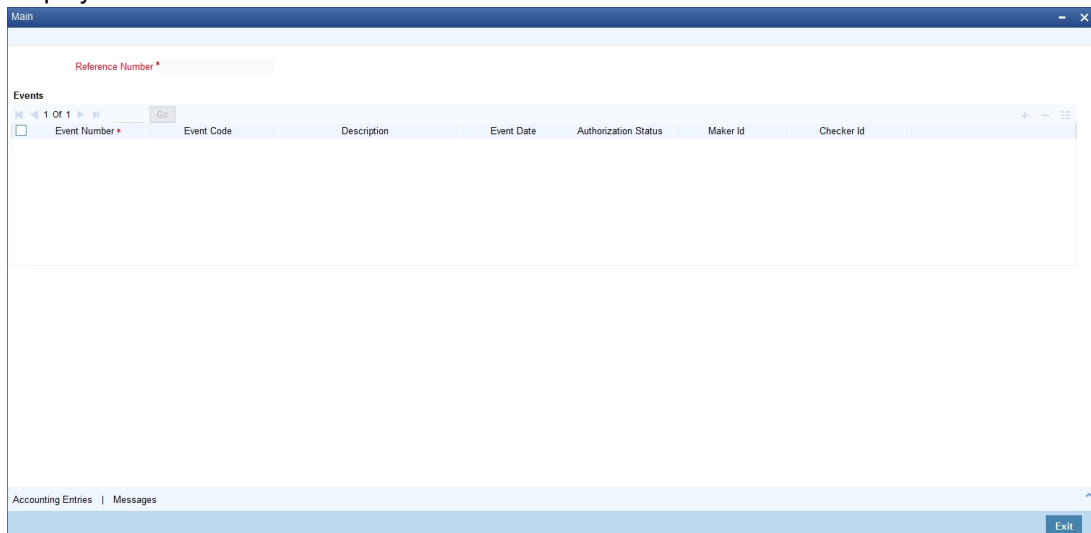 Main
Reference Number *
Events
1 Of 1 Go
Event Number * Event Code Description Event Date Authorization Status Maker Id Checker Id
Accounting Entries | Messages
Exit